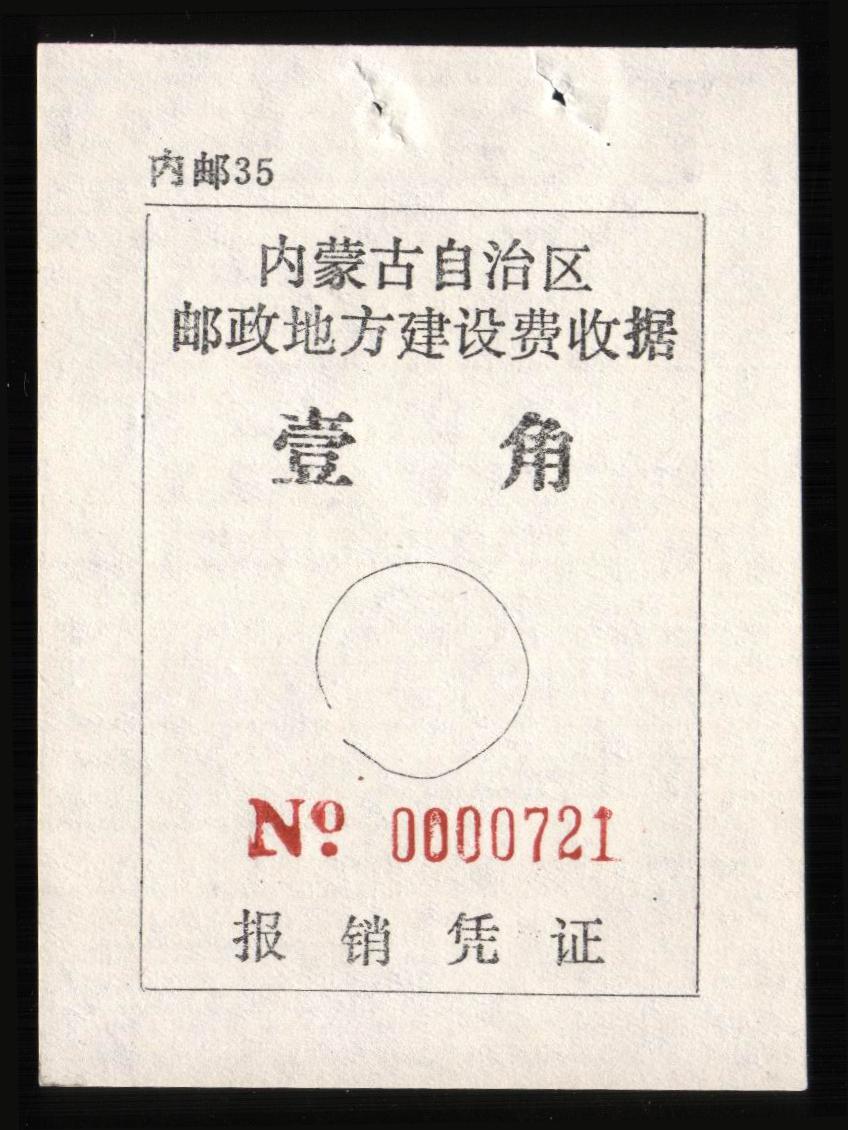 内邮35
内蒙古自治区
邮政地方建设费收据
壹 角
No. 0000721
报 销 凭 证